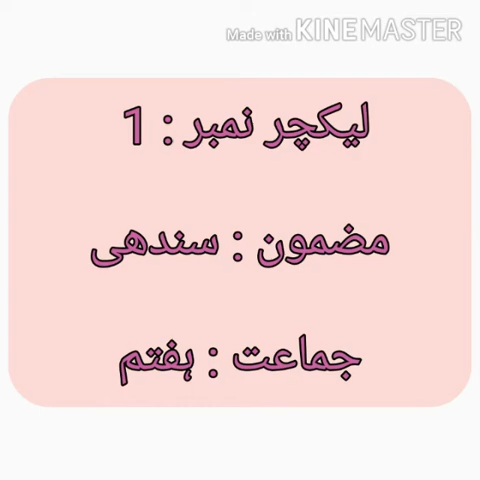 Made with KINEMASTER
لیکچر نمبر : 1
مضمون : سندھی
جماعت : ہفتم